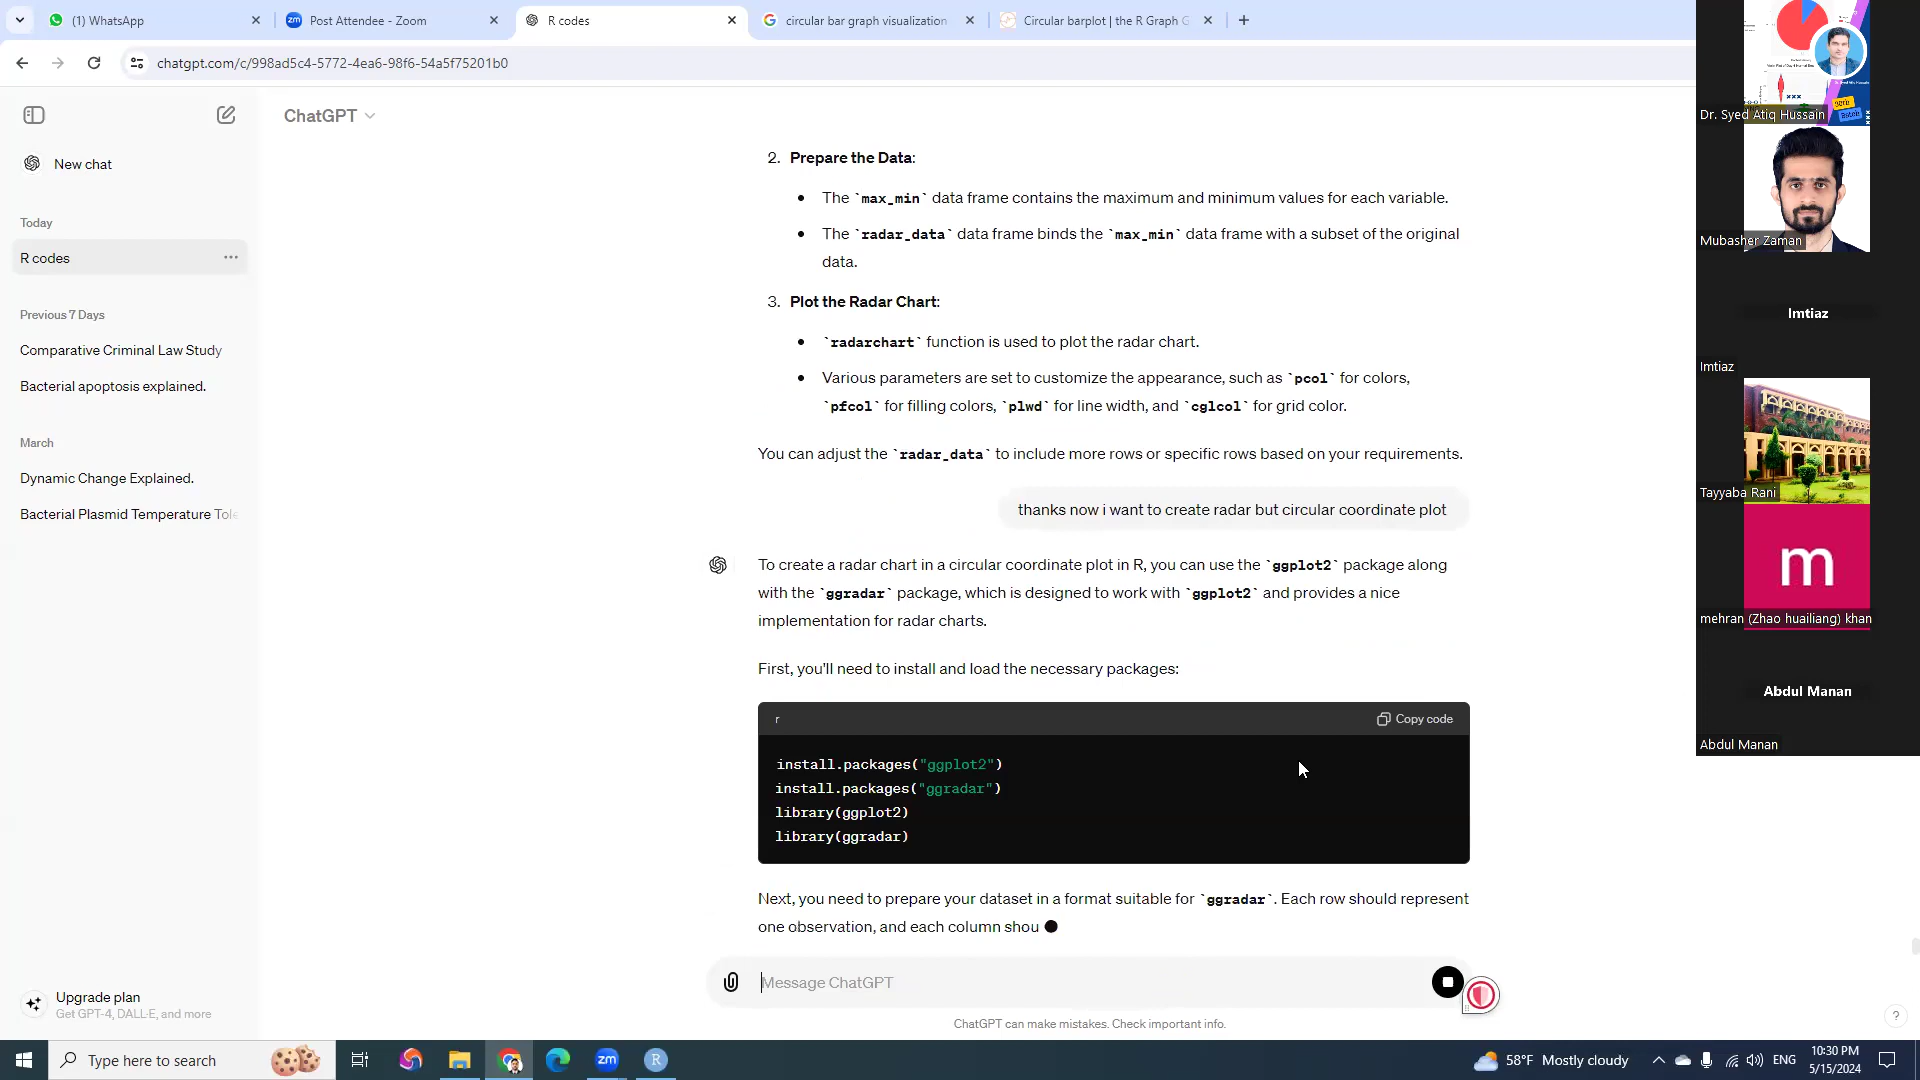 (1) WhatsApp
Post Attendee - Zoom
R codes
circular bar graph visualization
Circular barplot | the R Graph G
chatgpt.com/c/998ad5c4-5772-4ea6-98f6-54a5f75201b0
ChatGPT
New chat
Today
R codes
Previous 7 Days
Comparative Criminal Law Study
Bacterial apoptosis explained.
March
Dynamic Change Explained.
Bacterial Plasmid Temperature Tole
Upgrade plan
Get GPT-4, DALL·E, and more
2. Prepare the Data:
• The `max_min` data frame contains the maximum and minimum values for each variable.
• The `radar_data` data frame binds the `max_min` data frame with a subset of the original
data.
3. Plot the Radar Chart:
• `radarchart` function is used to plot the radar chart.
• Various parameters are set to customize the appearance, such as `pcol` for colors,
`pfcol` for filling colors, `plwd` for line width, and `cglcol` for grid color.
You can adjust the `radar_data` to include more rows or specific rows based on your requirements.
thanks now i want to create radar but circular coordinate plot
To create a radar chart in a circular coordinate plot in R, you can use the `ggplot2` package along
with the `ggradar` package, which is designed to work with `ggplot2` and provides a nice
implementation for radar charts.
First, you'll need to install and load the necessary packages:
r
Copy code
install.packages("ggplot2")
install.packages("ggradar")
library(ggplot2)
library(ggradar)
Next, you need to prepare your dataset in a format suitable for `ggradar`. Each row should represent
one observation, and each column shou
Message ChatGPT
ChatGPT can make mistakes. Check important info.
?
Dr. Syed Atiq Hussain
Mubasher Zaman
Imtiaz
Imtiaz
Tayyaba Rani
m
mehran (Zhao huailiang) khan
Abdul Manan
Abdul Manan
Type here to search
zm
R
58°F Mostly cloudy
ENG
10:30 PM
5/15/2024